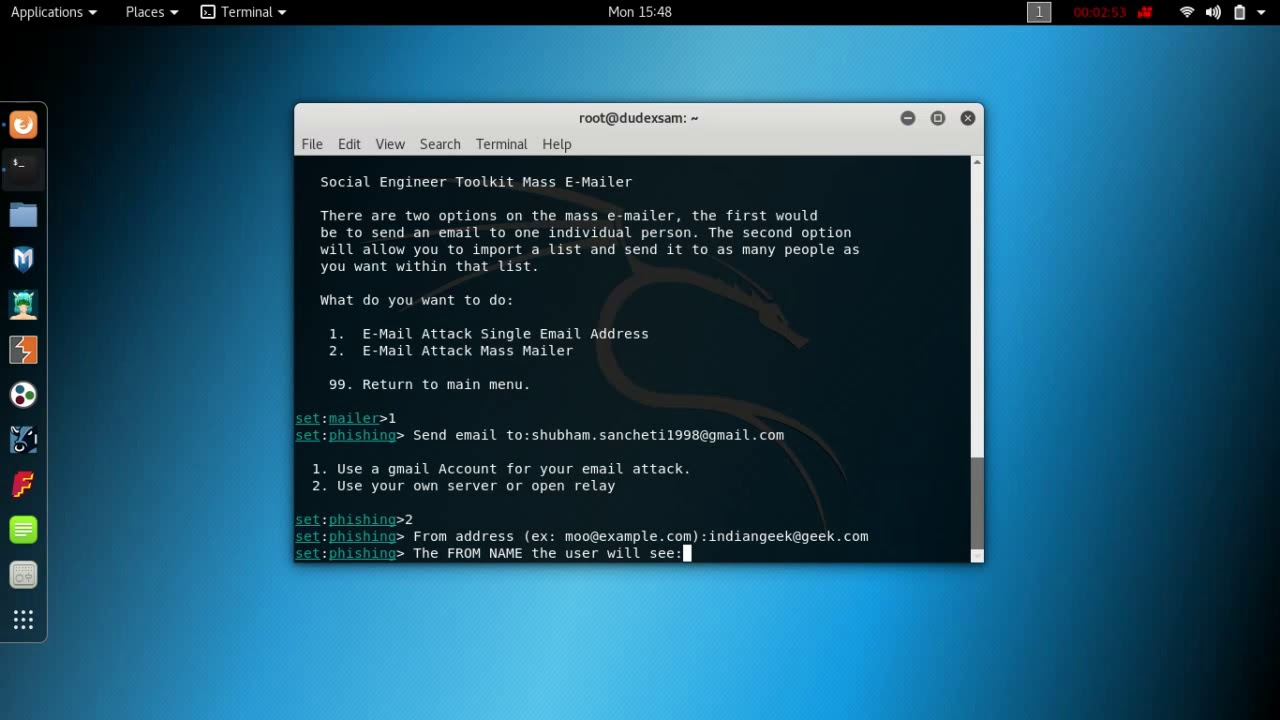 Applications Places Terminal Mon 15:48 1 00:02:53
root@dudexsam: ~
File Edit View Search Terminal Help
Social Engineer Toolkit Mass E-Mailer
There are two options on the mass e-mailer, the first would
be to send an email to one individual person. The second option
will allow you to import a list and send it to as many people as
you want within that list.
What do you want to do:
1. E-Mail Attack Single Email Address
2. E-Mail Attack Mass Mailer
99. Return to main menu.
set:mailer>1
set:phishing> Send email to:shubham.sancheti1998@gmail.com
1. Use a gmail Account for your email attack.
2. Use your own server or open relay
set:phishing>2
set:phishing> From address (ex: moo@example.com):indiangeek@geek.com
set:phishing> The FROM NAME the user will see: